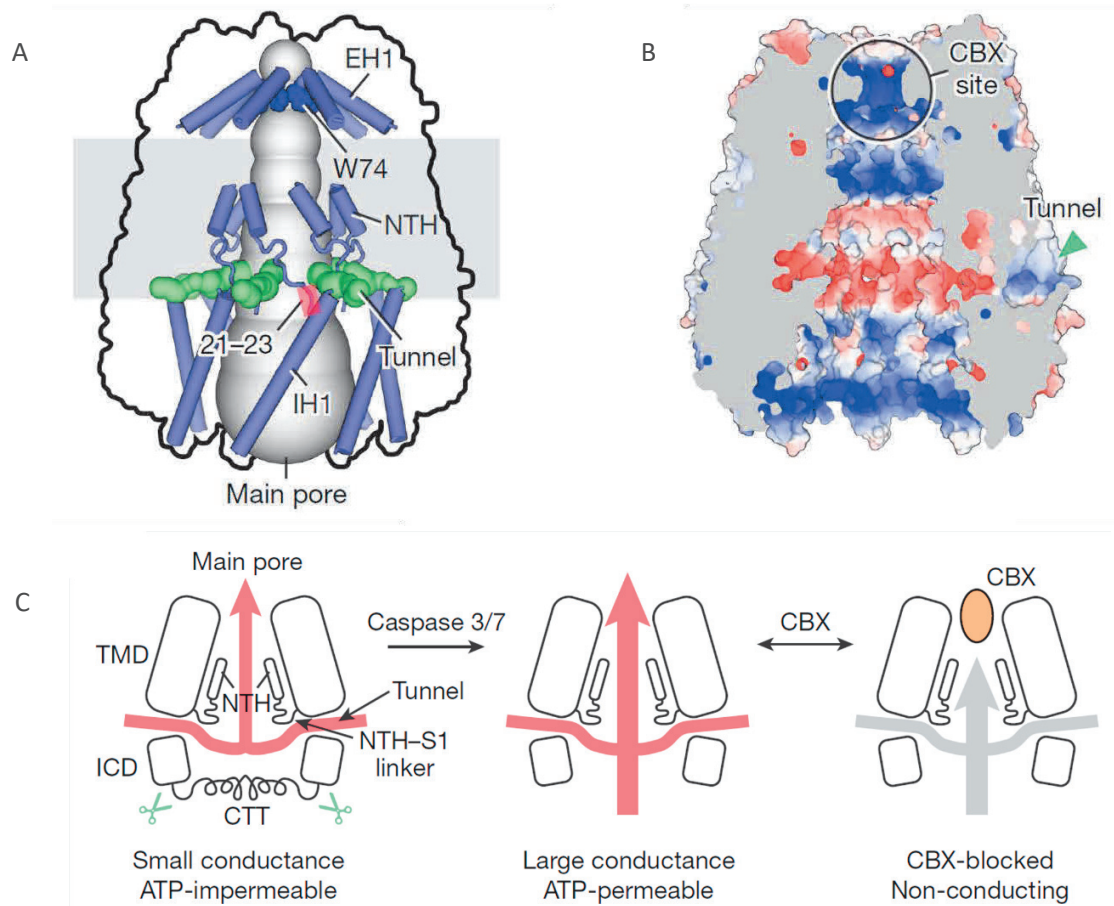 A
EH1
W74
NTH
21–23
Tunnel
IH1
Main pore
B
CBX
site
Tunnel
C
Main pore
TMD
NTH
Tunnel
NTH–S1
linker
ICD
CTT
Small conductance
ATP-impermeable
Caspase 3/7
Large conductance
ATP-permeable
CBX
CBX
CBX-blocked
Non-conducting